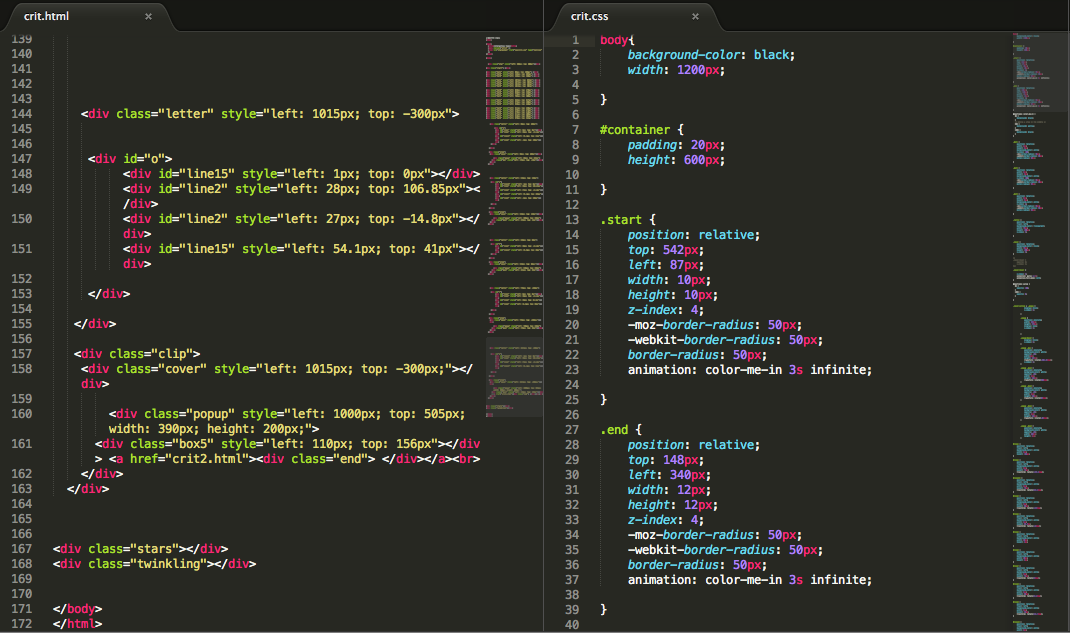 crit.html ×
139
140
141
142
143
144 <div class="letter" style="left: 1015px; top: -300px">
145
146
147 <div id="o">
148 <div id="line15" style="left: 1px; top: 0px"></div>
149 <div id="line2" style="left: 28px; top: 106.85px"><
/div>
150 <div id="line2" style="left: 27px; top: -14.8px"></
div>
151 <div id="line15" style="left: 54.1px; top: 41px"></
div>
152
153 </div>
154
155 </div>
156
157 <div class="clip">
158 <div class="cover" style="left: 1015px; top: -300px;"></
div>
159
160 <div class="popup" style="left: 1000px; top: 505px;
width: 390px; height: 200px;">
161 <div class="box5" style="left: 110px; top: 156px"></div
> <a href="crit2.html"><div class="end"> </div></a><br>
162 </div>
163 </div>
164
165
166
167 <div class="stars"></div>
168 <div class="twinkling"></div>
169
170
171 </body>
172 </html>
crit.css ×
1 body{
2 background-color: black;
3 width: 1200px;
4
5 }
6
7 #container {
8 padding: 20px;
9 height: 600px;
10
11 }
12
13 .start {
14 position: relative;
15 top: 542px;
16 left: 87px;
17 width: 10px;
18 height: 10px;
19 z-index: 4;
20 -moz-border-radius: 50px;
21 -webkit-border-radius: 50px;
22 border-radius: 50px;
23 animation: color-me-in 3s infinite;
24
25 }
26
27 .end {
28 position: relative;
29 top: 148px;
30 left: 340px;
31 width: 12px;
32 height: 12px;
33 z-index: 4;
34 -moz-border-radius: 50px;
35 -webkit-border-radius: 50px;
36 border-radius: 50px;
37 animation: color-me-in 3s infinite;
38
39 }
40